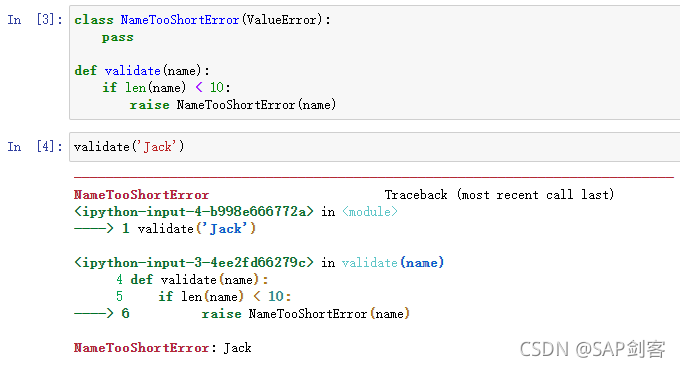 In [3]: class NameTooShortError(ValueError):
    pass

def validate(name):
    if len(name) < 10:
        raise NameTooShortError(name)

In [4]: validate('Jack')

NameTooShortError                         Traceback (most recent call last)
<ipython-input-4-b998e666772a> in <module>
----> 1 validate('Jack')

<ipython-input-3-4ee2fd66279c> in validate(name)
      4 def validate(name):
      5     if len(name) < 10:
----> 6         raise NameTooShortError(name)

NameTooShortError: Jack
CSDN @SAP剑客